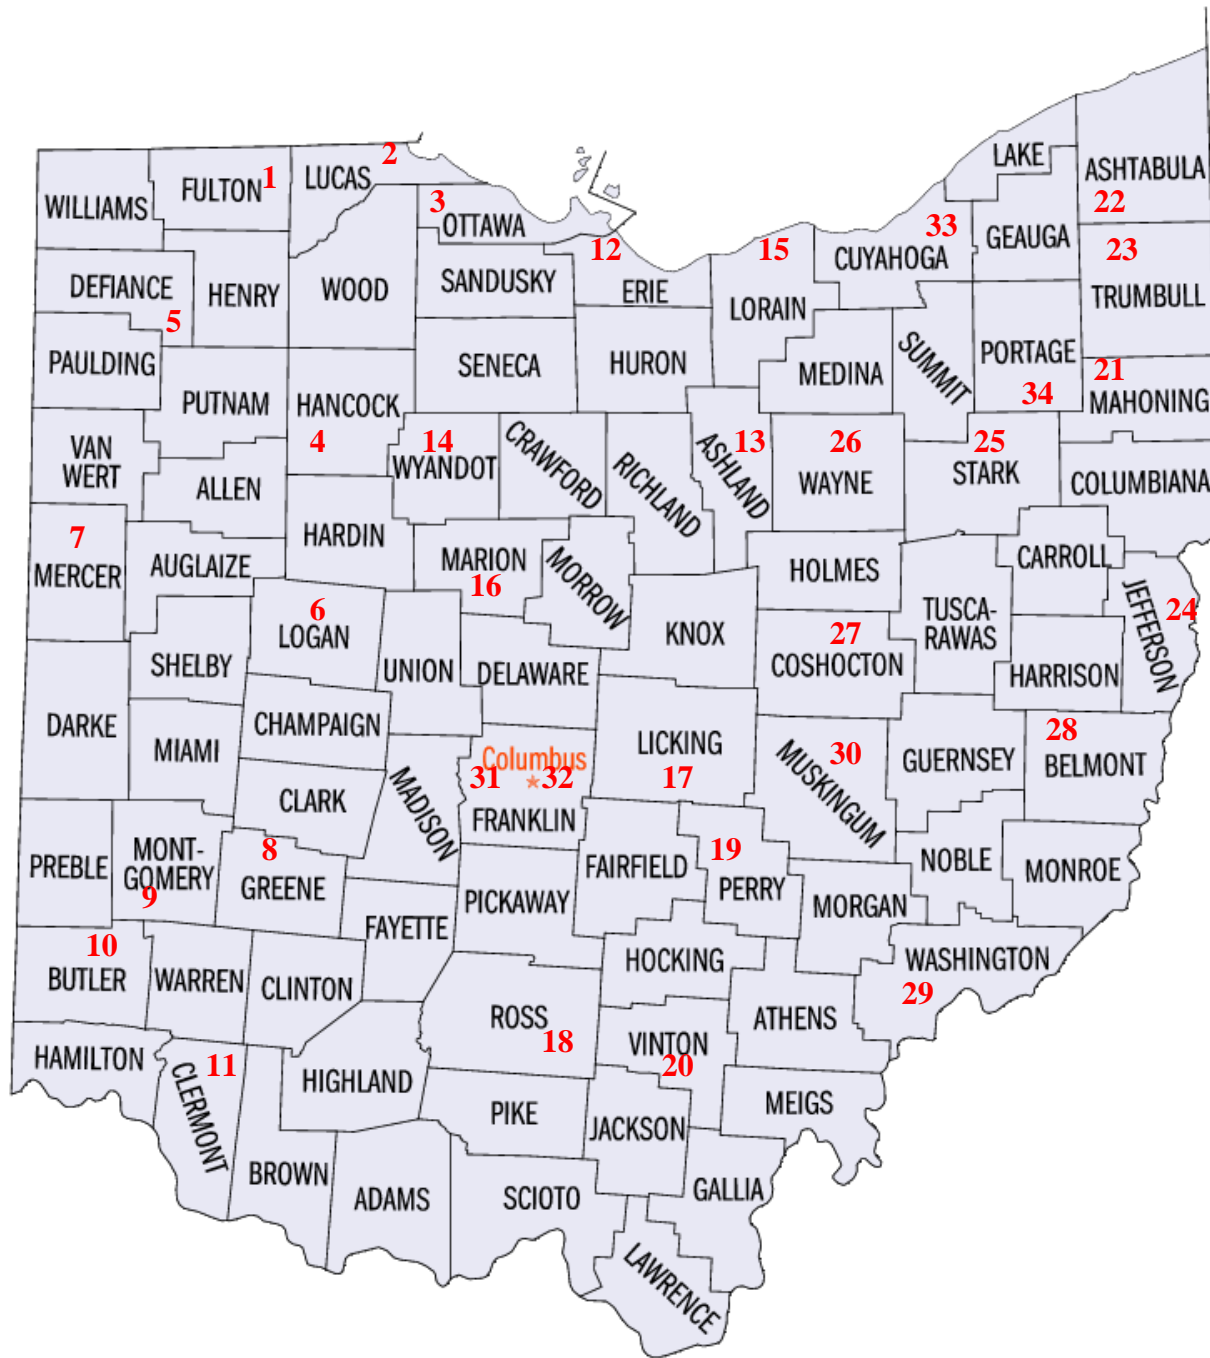 LAKE
ASHTABULA
22
2
1
LUCAS
FULTON
WILLIAMS
3
OTTAWA
12
15
33
CUYAHOGA
GEAUGA
23
TRUMBULL
DEFIANCE
5
HENRY
WOOD
SANDUSKY
ERIE
LORAIN
PAULDING
PUTNAM
HANCOCK
4
SENECA
HURON
MEDINA
SUMMIT
PORTAGE
34
21
MAHONING
VAN
WERT
ALLEN
14
WYANDOT
CRAWFORD
RICHLAND
13
ASHLAND
26
WAYNE
25
STARK
COLUMBIANA
7
MERCER
AUGLAIZE
HARDIN
MARION
16
MORROW
HOLMES
CARROLL
JEFFERSON
24
6
LOGAN
SHELBY
UNION
DELAWARE
KNOX
27
COSHOCTON
TUSCA-
RAWAS
HARRISON
DARKE
MIAMI
CHAMPAIGN
CLARK
MADISON
Columbus
31
32
FRANKLIN
LICKING
17
30
MUSKINGUM
GUERNSEY
28
BELMONT
PREBLE
MONT-
GOMERY
9
8
GREENE
FAYETTE
PICKAWAY
FAIRFIELD
19
PERRY
MORGAN
NOBLE
MONROE
10
BUTLER
WARREN
CLINTON
ROSS
18
HOCKING
VINTON
20
ATHENS
WASHINGTON
29
HAMILTON
11
CLERMONT
HIGHLAND
PIKE
JACKSON
MEIGS
BROWN
ADAMS
SCIOTO
GALLIA
LAWRENCE